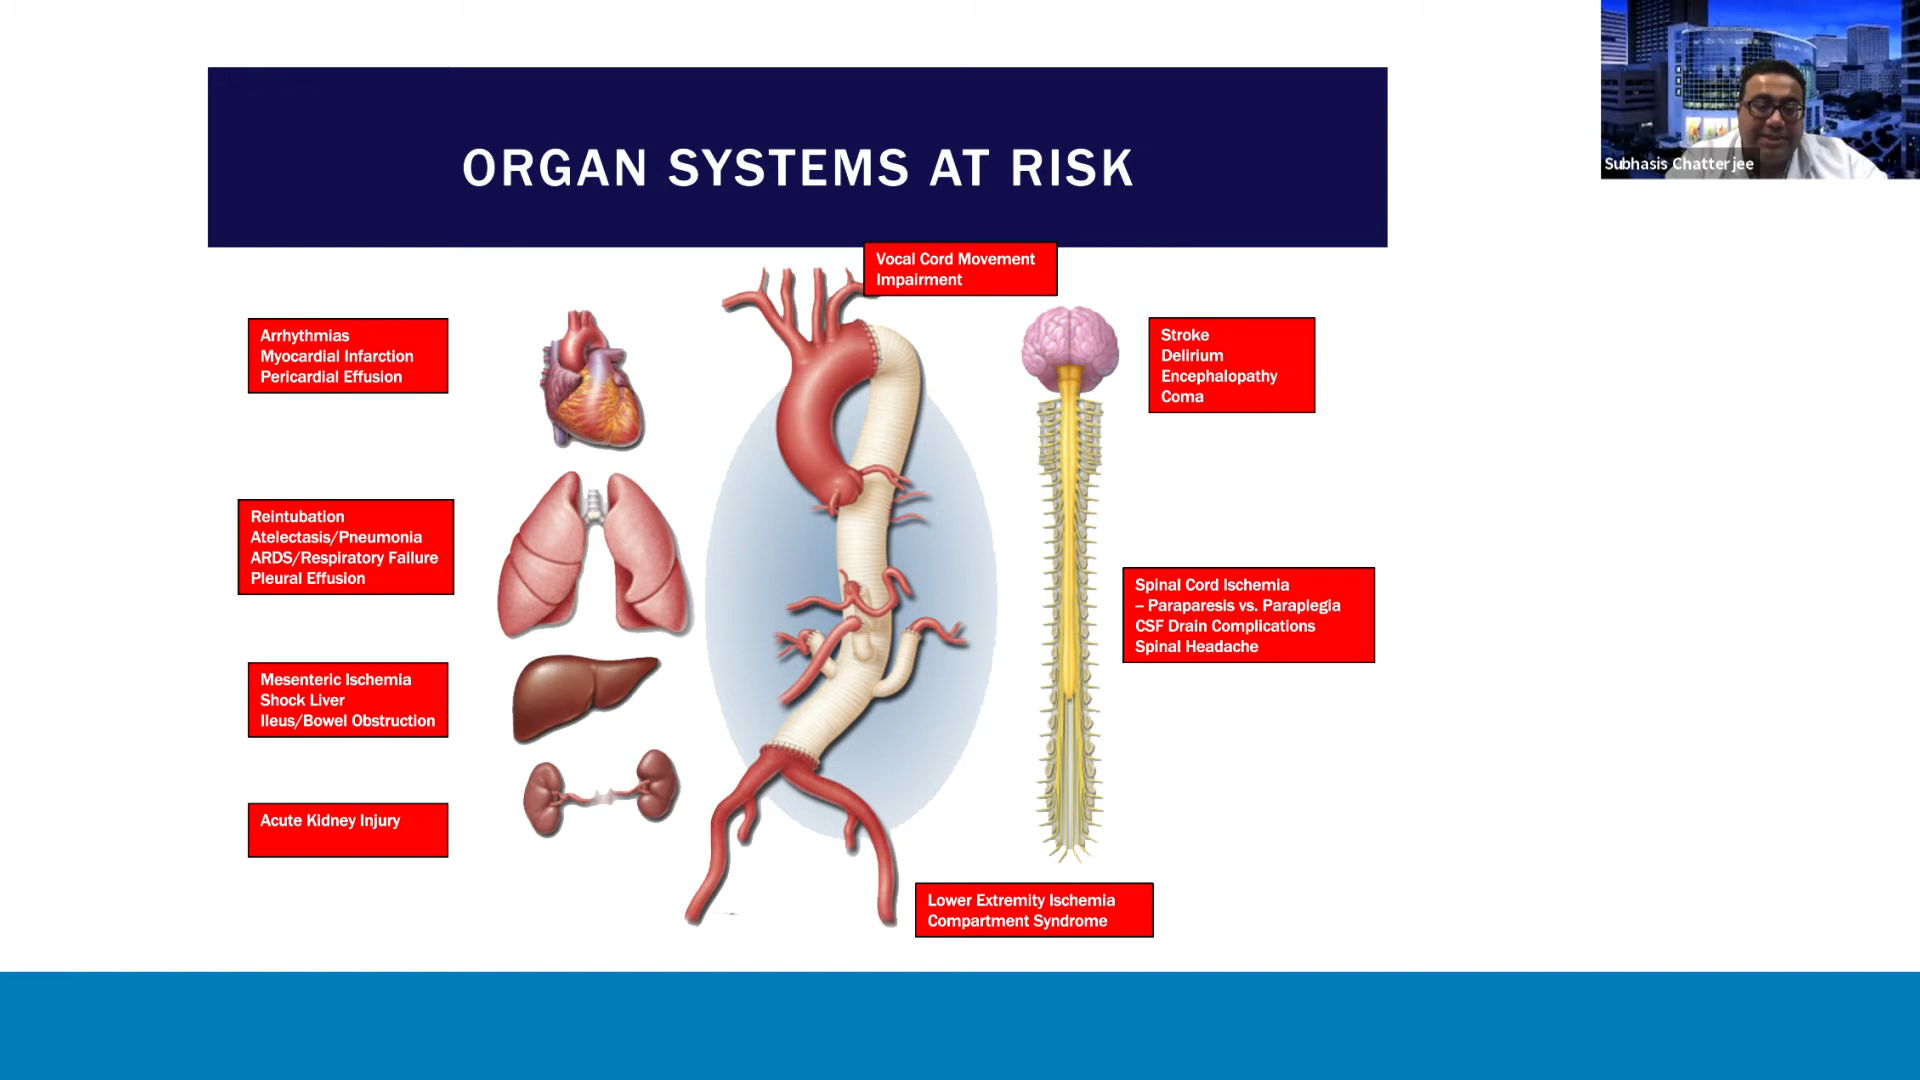 ORGAN SYSTEMS AT RISK
Subhasis Chatterjee
Vocal Cord Movement
Impairment
Arrhythmias
Myocardial Infarction
Pericardial Effusion
Stroke
Delirium
Encephalopathy
Coma
Reintubation
Atelectasis/Pneumonia
ARDS/Respiratory Failure
Pleural Effusion
Spinal Cord Ischemia
– Paraparesis vs. Paraplegia
CSF Drain Complications
Spinal Headache
Mesenteric Ischemia
Shock Liver
Ileus/Bowel Obstruction
Acute Kidney Injury
Lower Extremity Ischemia
Compartment Syndrome